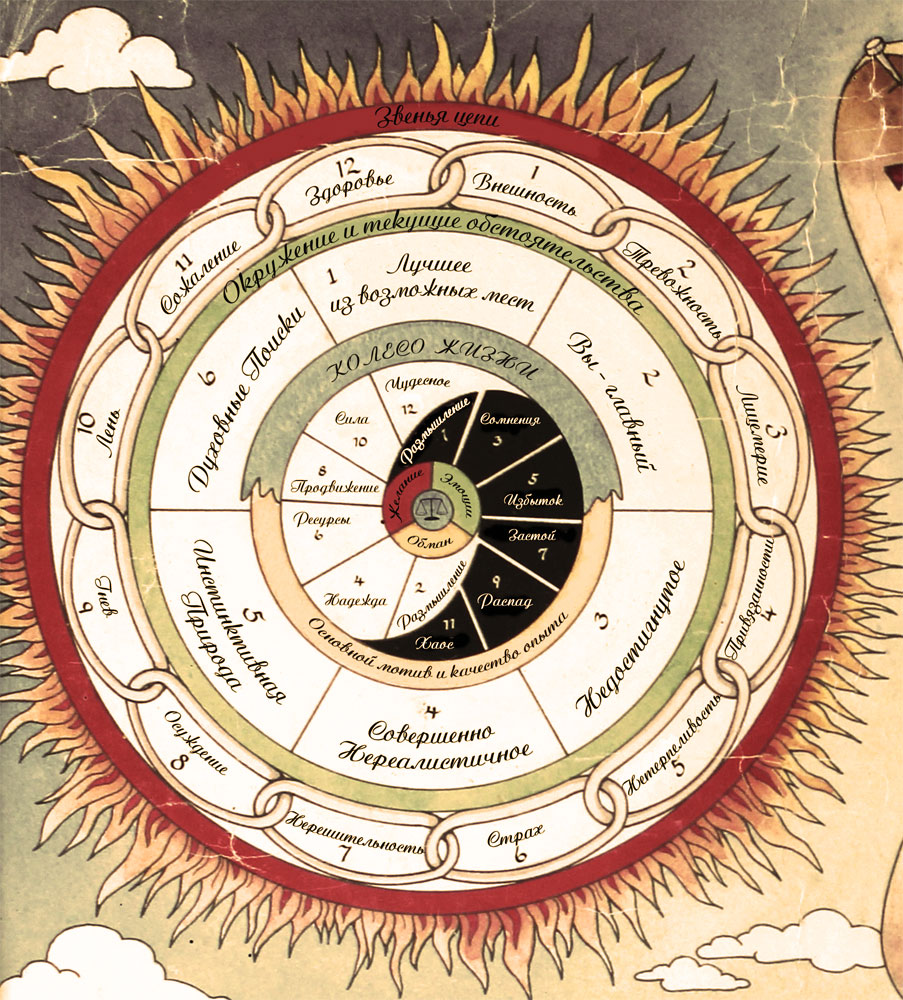 Звенья цепи
1
Внешность
2
Тревожность
3
Лицемерие
Привязанности
4
Нетерпеливость
5
Страх
6
Нерешительность
7
Осуждение
8
Гнев
9
10
Лень
11
Сожаление
12
Здоровье
Окружение и текущие обстоятельства
1
Лучшее
из возможных мест
2
Вы - главный
3
Недостигнутое
4
Совершенно
Нереалистичное
5
Инстинктивная
Природа
6
Духовные Поиски
КОЛЕСО ЖИЗНИ
Основной мотив и качество опыта
Размышление
1
Сомнения
3
5
Избыток
Застой
7
9
Распад
11
Хаос
2
Размышление
4
Надежда
Ресурсы
6
8
Продвижение
Сила
10
Чудесное
12
Желание
Эмоции
Обман